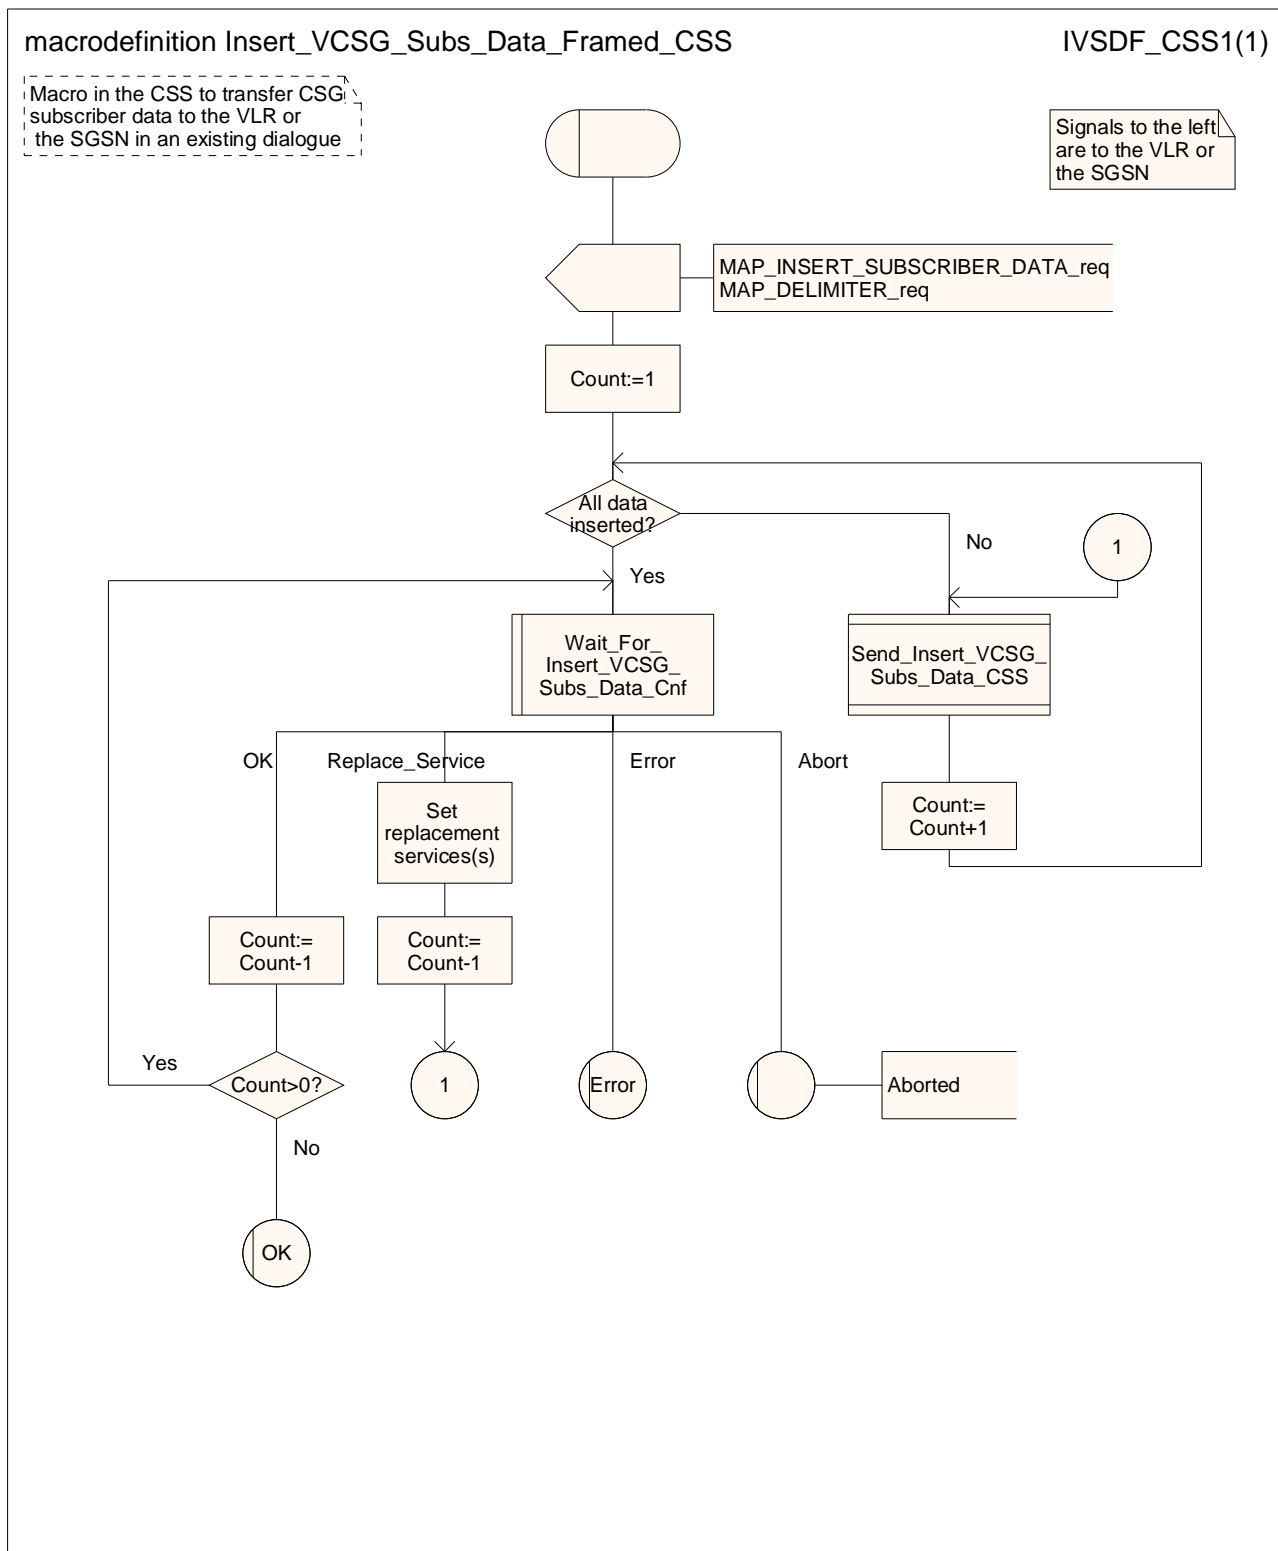 macrodefinition Insert_VCSG_Subs_Data_Framed_CSS
IVSDF_CSS1(1)
Macro in the CSS to transfer CSG
subscriber data to the VLR or
the SGSN in an existing dialogue
Signals to the left
are to the VLR or
the SGSN
MAP_INSERT_SUBSCRIBER_DATA_req
MAP_DELIMITER_req
Count:=1
All data
inserted?
No
1
Yes
Wait_For_
Insert_VCSG_
Subs_Data_Cnf
Send_Insert_VCSG_
Subs_Data_CSS
OK
Replace_Service
Error
Abort
Set
replacement
services(s)
Count:=
Count+1
Count:=
Count-1
Count:=
Count-1
Yes
Count>0?
1
Error
Aborted
No
OK